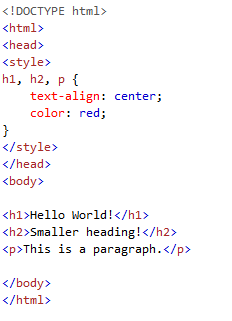 <!DOCTYPE html>
<html>
<head>
<style>
h1, h2, p {
    text-align: center;
    color: red;
}
</style>
</head>
<body>

<h1>Hello World!</h1>
<h2>Smaller heading!</h2>
<p>This is a paragraph.</p>

</body>
</html>